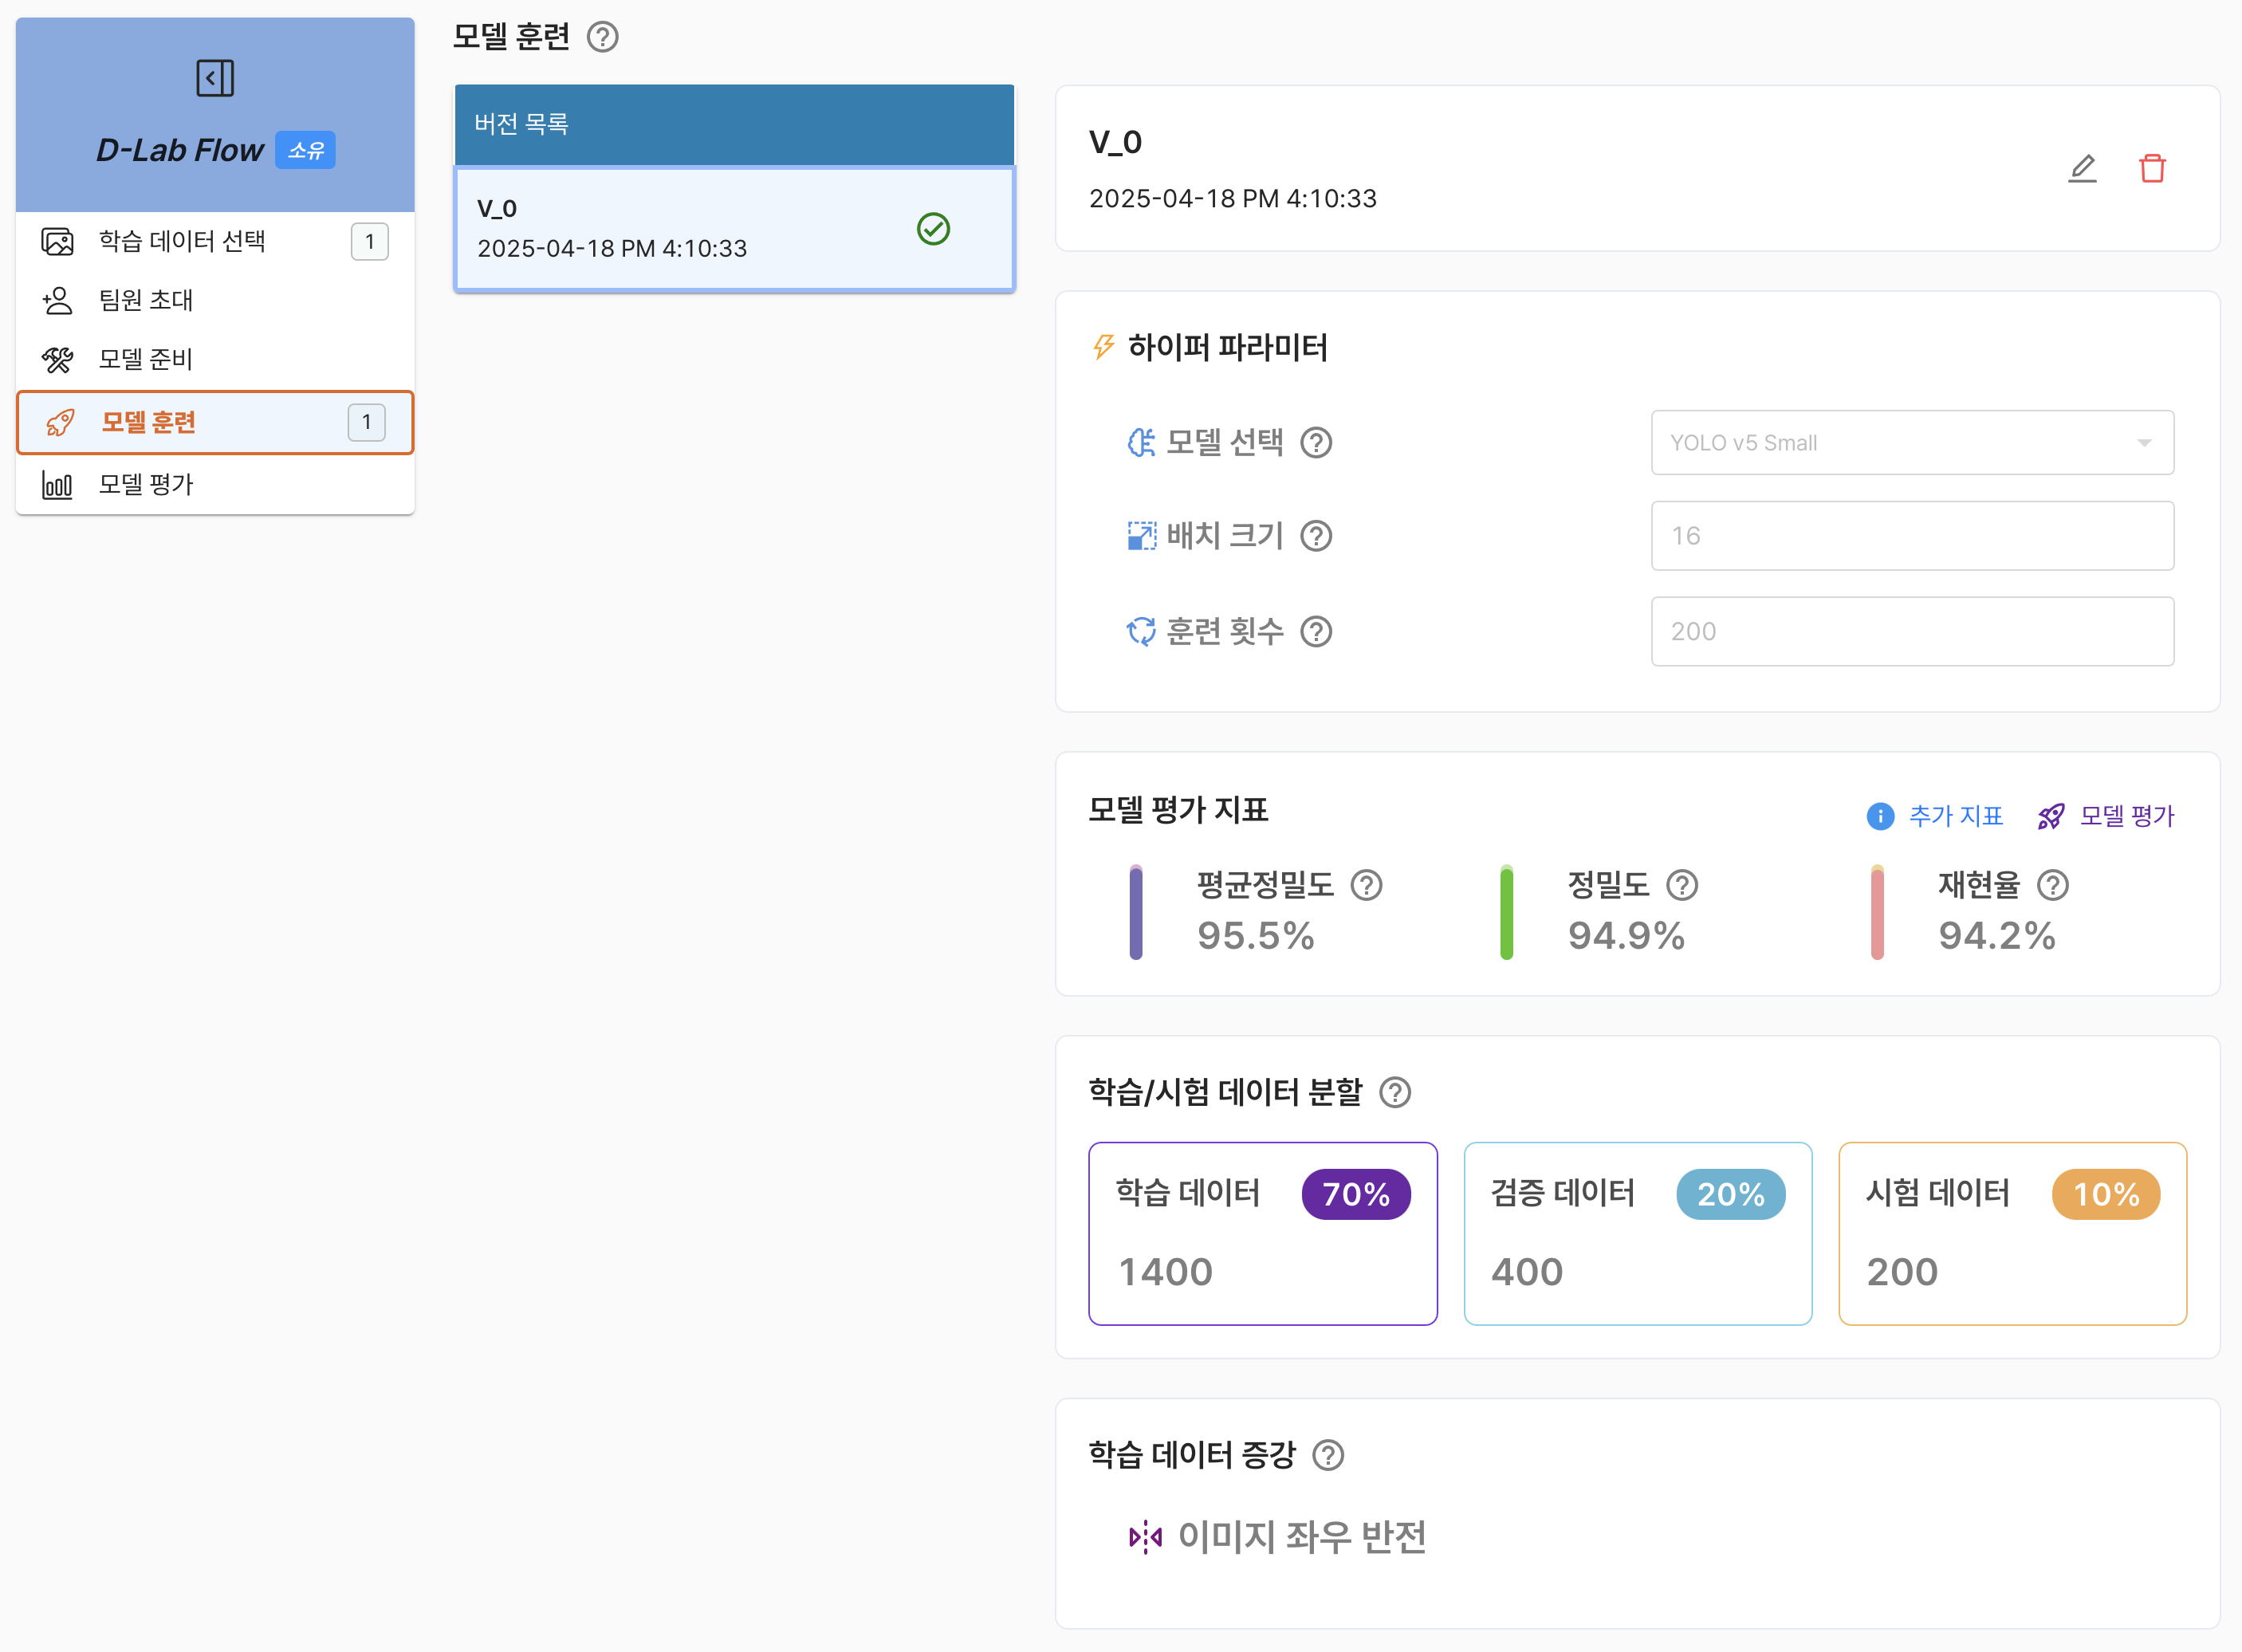 D-Lab Flow 소유
학습 데이터 선택 1
팀원 초대
모델 준비
모델 훈련 1
모델 평가
모델 훈련
버전 목록
V_0
2025-04-18 PM 4:10:33
V_0
2025-04-18 PM 4:10:33
하이퍼 파라미터
모델 선택
YOLO v5 Small
배치 크기
16
훈련 횟수
200
모델 평가 지표
추가 지표 모델 평가
평균정밀도 정밀도 재현율
95.5% 94.9% 94.2%
학습/시험 데이터 분할
학습 데이터 70% 검증 데이터 20% 시험 데이터 10%
1400 400 200
학습 데이터 증강
이미지 좌우 반전